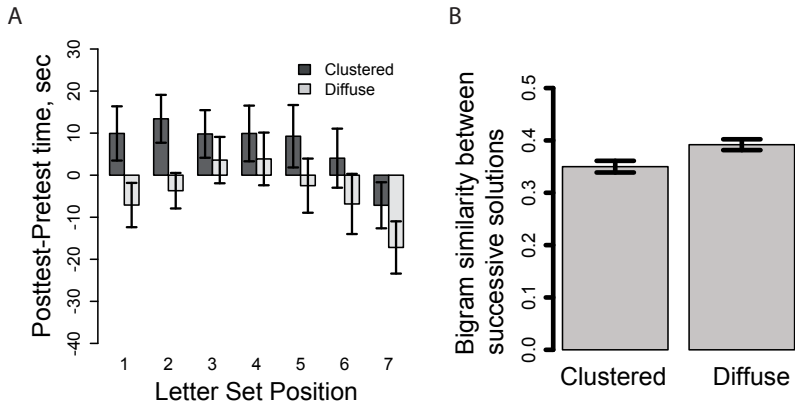 A
Posttest-Pretest time, sec
30
20
10
0
-10
-20
-30
-40
Clustered
Diffuse
1 2 3 4 5 6 7
Letter Set Position
B
Bigram similarity between
successive solutions
0.5
0.4
0.3
0.2
0.1
0.0
Clustered Diffuse